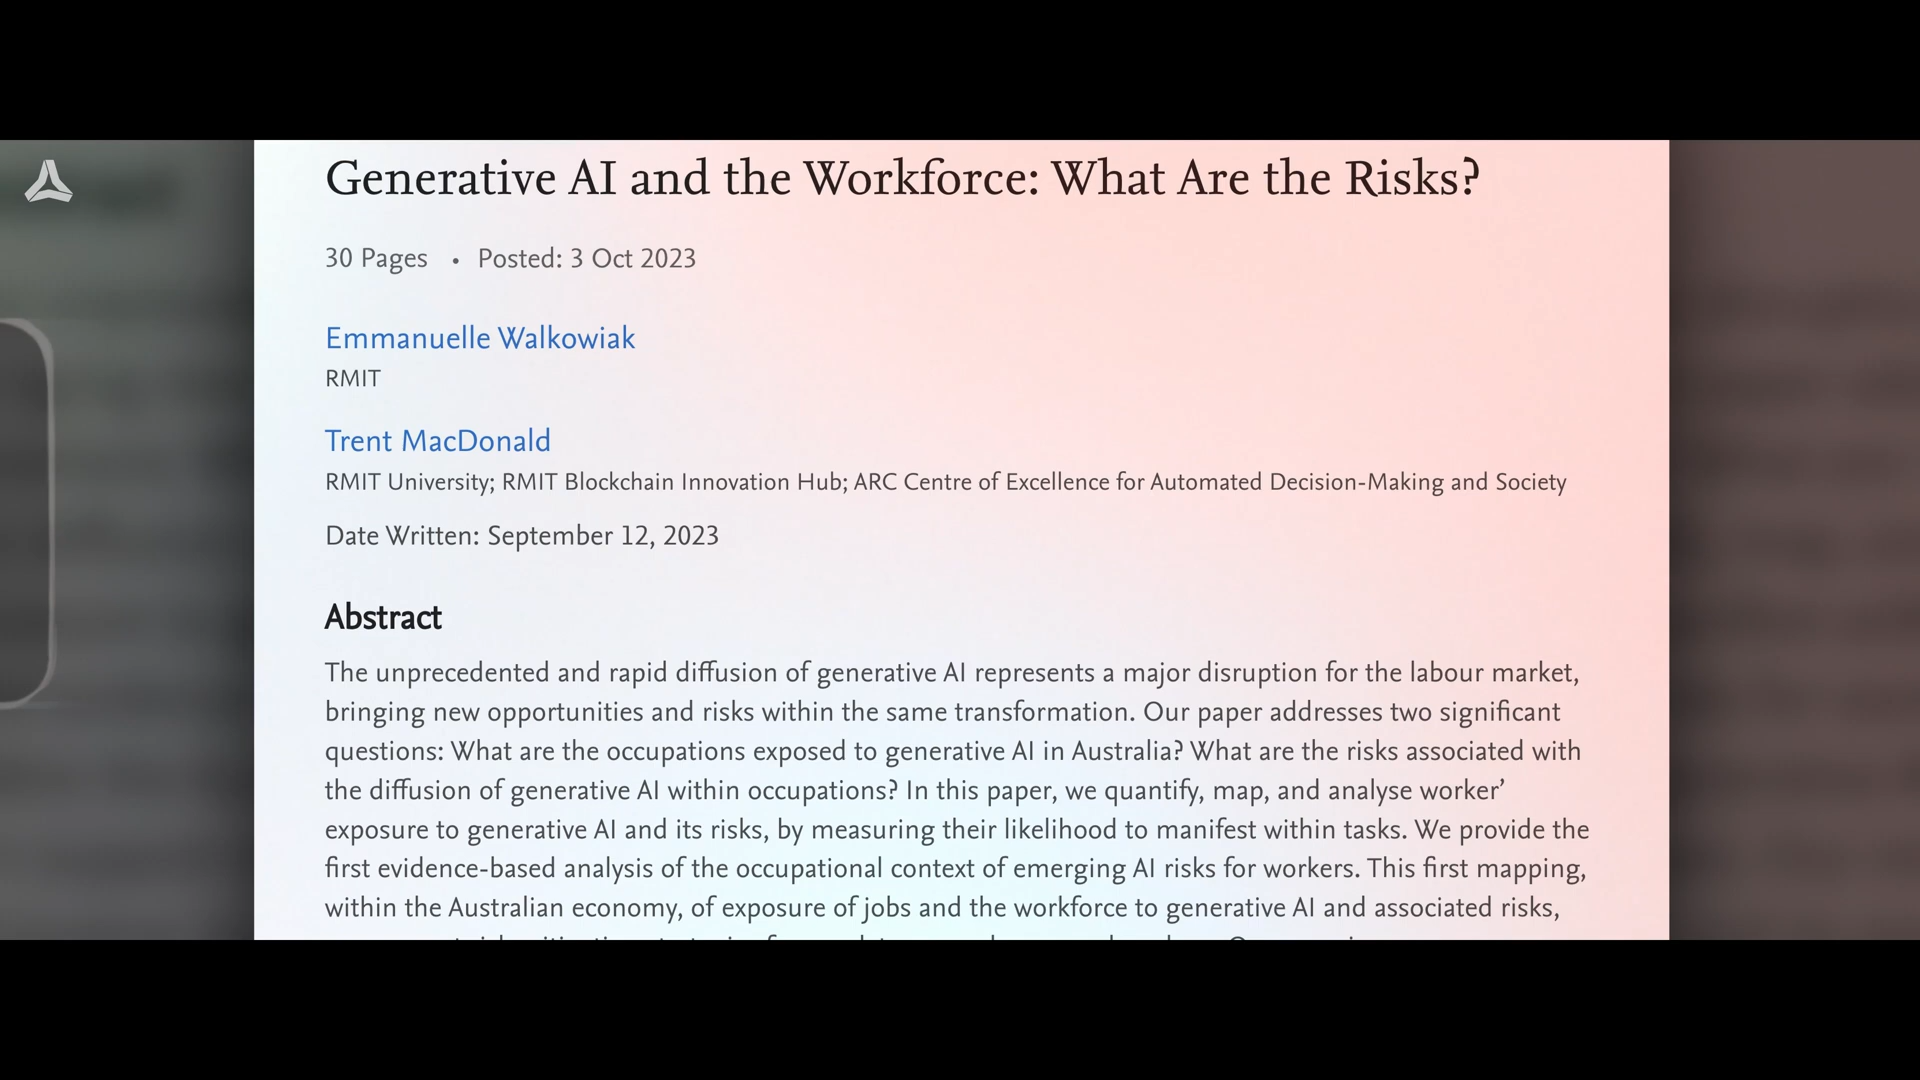 Generative AI and the Workforce: What Are the Risks?
30 Pages • Posted: 3 Oct 2023
Emmanuelle Walkowiak
RMIT
Trent MacDonald
RMIT University; RMIT Blockchain Innovation Hub; ARC Centre of Excellence for Automated Decision-Making and Society
Date Written: September 12, 2023
Abstract
The unprecedented and rapid diffusion of generative AI represents a major disruption for the labour market,
bringing new opportunities and risks within the same transformation. Our paper addresses two significant
questions: What are the occupations exposed to generative AI in Australia? What are the risks associated with
the diffusion of generative AI within occupations? In this paper, we quantify, map, and analyse worker’
exposure to generative AI and its risks, by measuring their likelihood to manifest within tasks. We provide the
first evidence-based analysis of the occupational context of emerging AI risks for workers. This first mapping,
within the Australian economy, of exposure of jobs and the workforce to generative AI and associated risks,